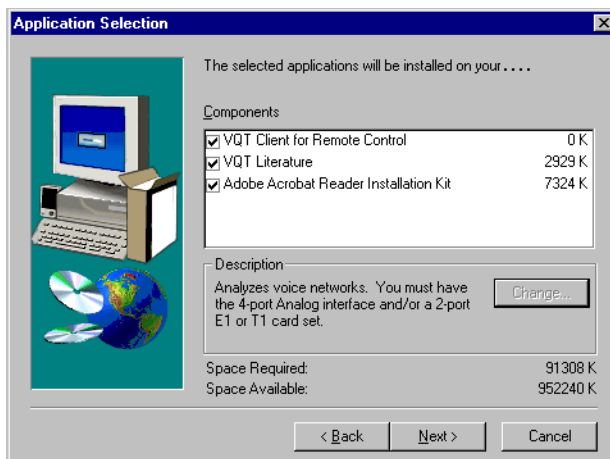 Application Selection
The selected applications will be installed on your....
Components
VQT Client for Remote Control 0 K
VQT Literature 2929 K
Adobe Acrobat Reader Installation Kit 7324 K
Description
Analyzes voice networks. You must have
the 4-port Analog interface and/or a 2-port
E1 or T1 card set.
Change...
Space Required: 91308 K
Space Available: 952240 K
< Back Next > Cancel